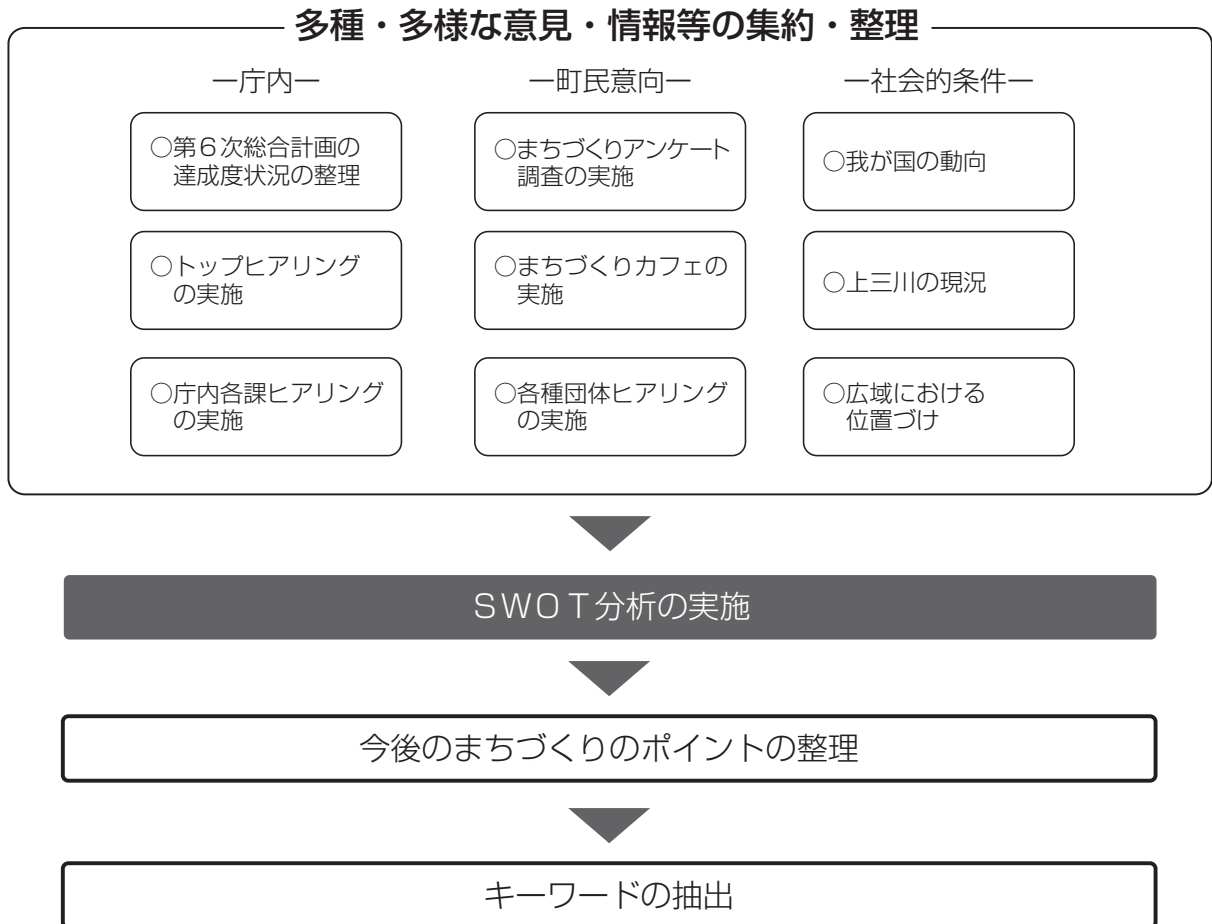 多種・多様な意見・情報等の集約・整理
ー庁内ー
○第６次総合計画の
達成度状況の整理
○トップヒアリング
の実施
○庁内各課ヒアリング
の実施
ー町民意向ー
○まちづくりアンケート
調査の実施
○まちづくりカフェの
実施
○各種団体ヒアリング
の実施
ー社会的条件ー
○我が国の動向
○上三川の現況
○広域における
位置づけ
ＳＷＯＴ分析の実施
今後のまちづくりのポイントの整理
キーワードの抽出